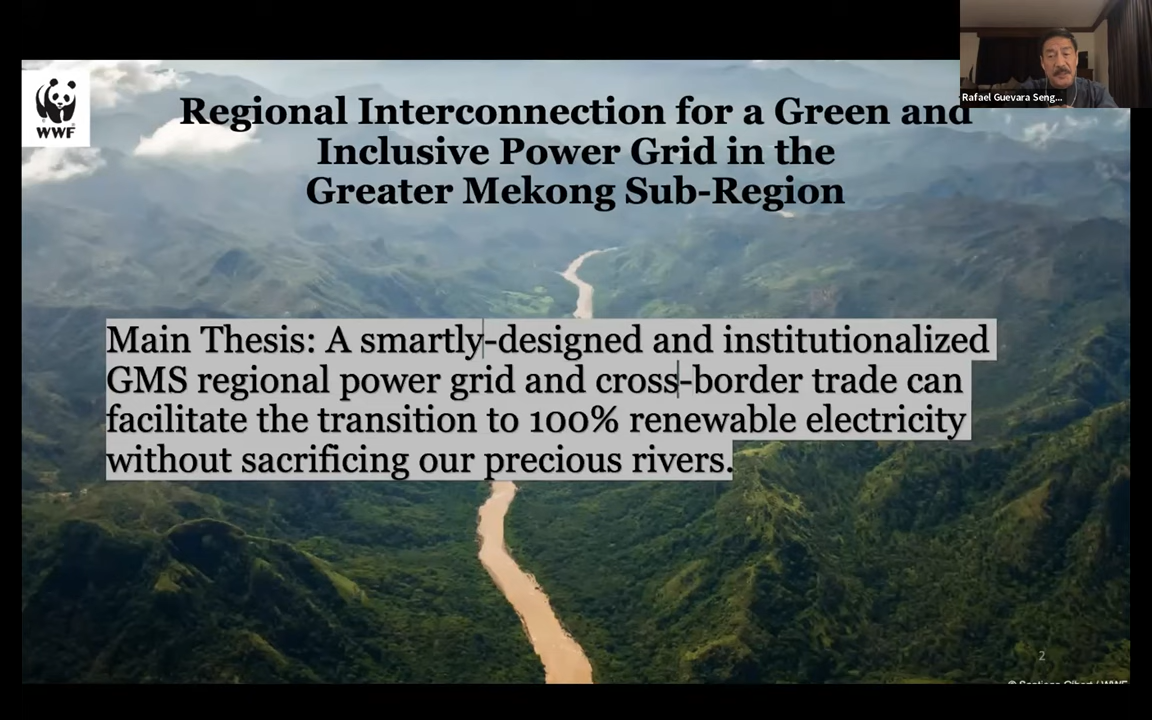 Rafael Guevara Seng...
WWF
Regional Interconnection for a Green and
Inclusive Power Grid in the
Greater Mekong Sub-Region
Main Thesis: A smartly-designed and institutionalized
GMS regional power grid and cross-border trade can
facilitate the transition to 100% renewable electricity
without sacrificing our precious rivers.
2